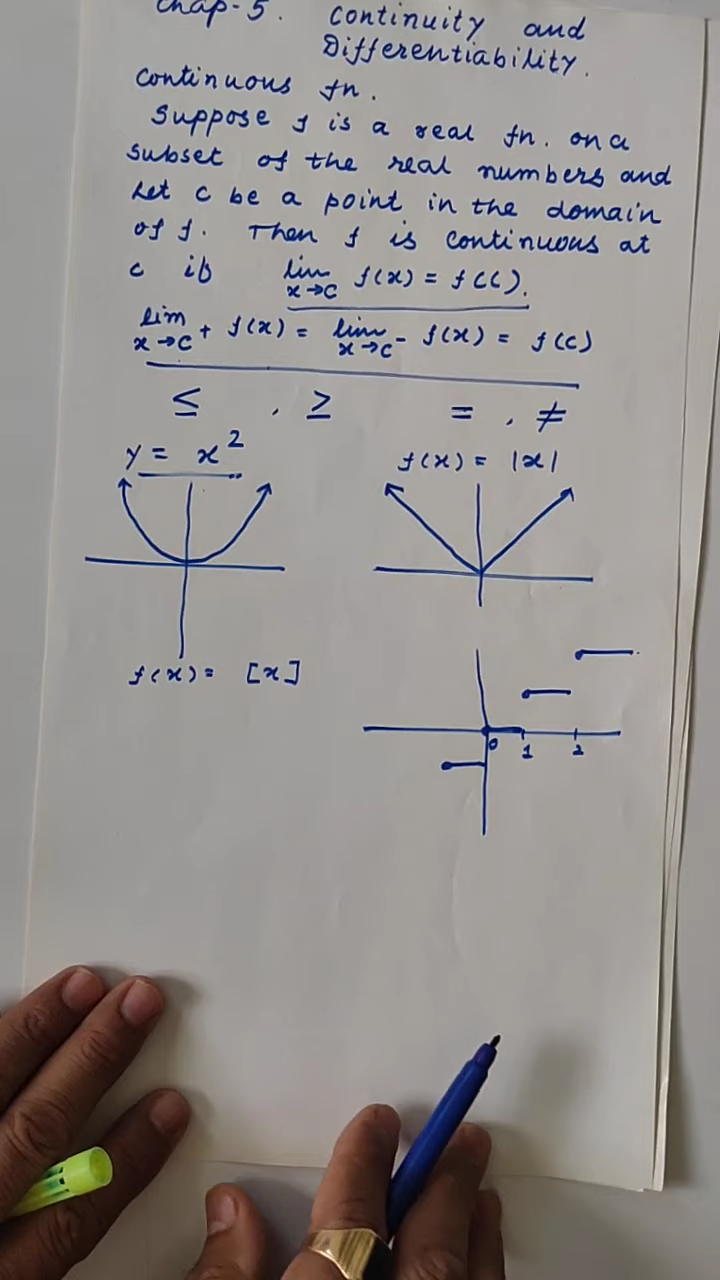 Chap-5. Continuity and
Differentiability.
Continuous fn.
Suppose f is a real fn. on a
subset of the real numbers and
Let c be a point in the domain
of f. Then f is continuous at
c if lim x→c f(x) = f(c).
lim x→c+ f(x) = lim x→c- f(x) = f(c)
≤ , ≥ = , ≠
y = x²
f(x) = |x|
f(x) = [x]
0 1 2